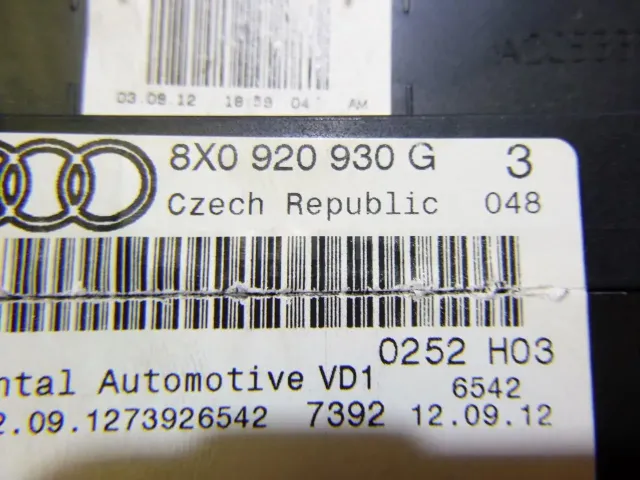 03.09.12 18:59 04 AM
8X0 920 930 G 3
Czech Republic 048
0252 H03
ntal Automotive VD1 6542
2.09.1273926542 7392 12.09.12